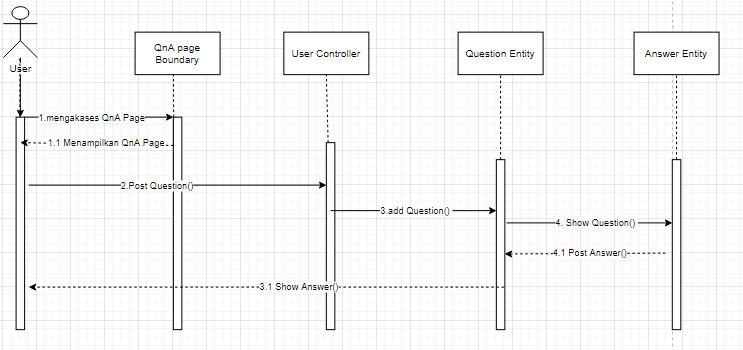 QnA page
Boundary
User Controller
Question Entity
Answer Entity
User
1.mengakases QnA Page
1.1 Menampilkan QnA Page
2.Post Question()
3.add Question()
4. Show Question()
4.1 Post Answer()
3.1 Show Answer()